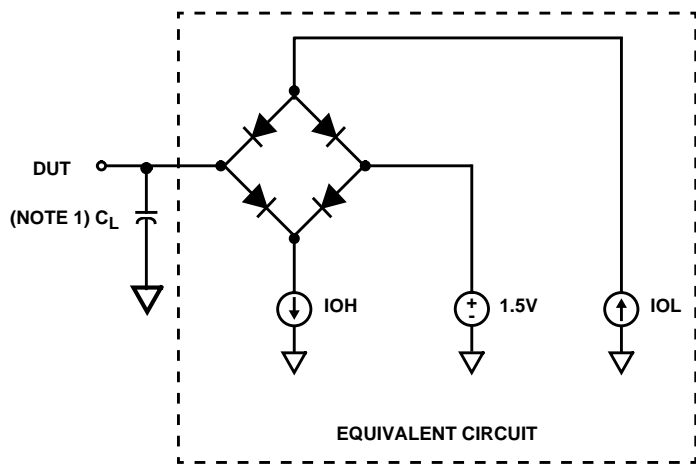 DUT
(NOTE 1) CL
IOH
+
-
1.5V
IOL
EQUIVALENT CIRCUIT